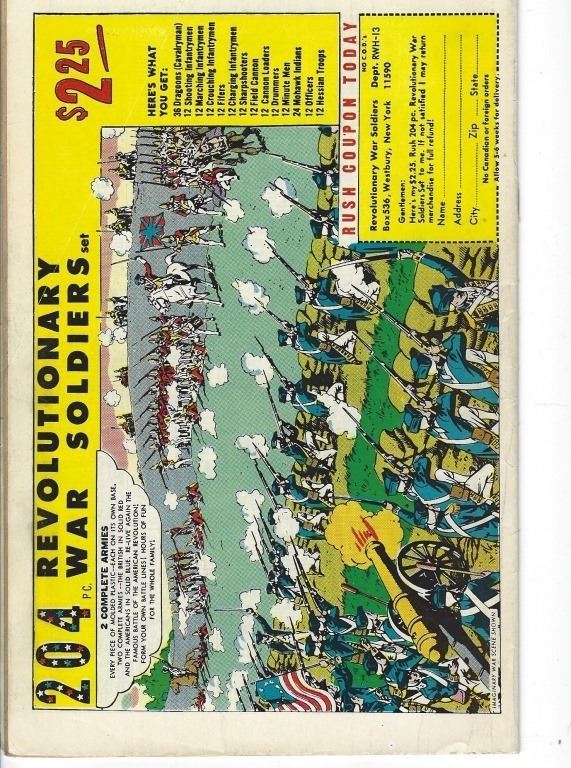 204 PC. REVOLUTIONARY
WAR SOLDIERS set
$2.25
2 COMPLETE ARMIES
EVERY PIECE OF MOLDED PLASTIC—EACH ON ITS OWN BASE,
TWO COMPLETE ARMIES—THE BRITISH IN SOLID RED
AND THE AMERICANS IN SOLID BLUE! RE-LIVE AGAIN THE
FAMOUS BATTLE OF THE AMERICAN REVOLUTION!
FORM YOUR OWN BATTLE LINES! HOURS OF FUN
FOR THE WHOLE FAMILY!
HERE'S WHAT
YOU GET:
36 Dragoons (Cavalryman)
12 Shooting Infantrymen
12 Marching Infantrymen
12 Crouching Infantrymen
12 Fifers
12 Charging Infantrymen
12 Sharpshooters
12 Field Cannon
12 Cannon Loaders
12 Drummers
12 Minute Men
24 Mohawk Indians
12 Officers
12 Hessian Troops
RUSH COUPON TODAY
NO C.O.D.'s
Revolutionary War Soldiers Dept. RWH-13
Box 536, Westbury, New York 11590
Gentlemen:
Here's my $2.25. Rush 204 pc. Revolutionary War
Soldiers Set to me. If not satisfied I may return
merchandise for full refund!
Name
Address
City Zip State
No Canadian or foreign orders
Allow 3-6 weeks for delivery.
IMAGINARY WAR SCENE SHOWN